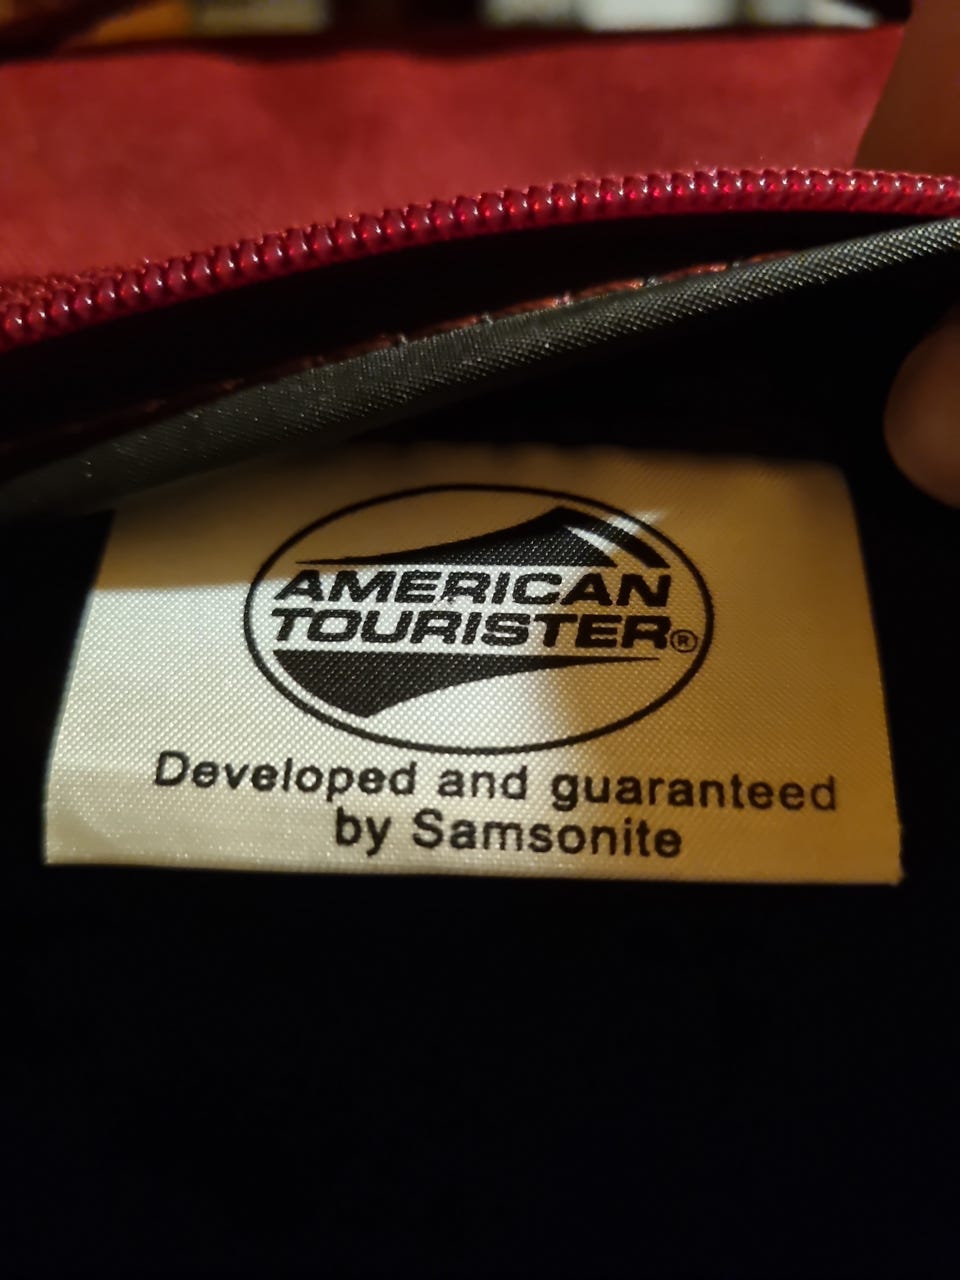 AMERICAN
TOURISTER®
Developed and guaranteed
by Samsonite